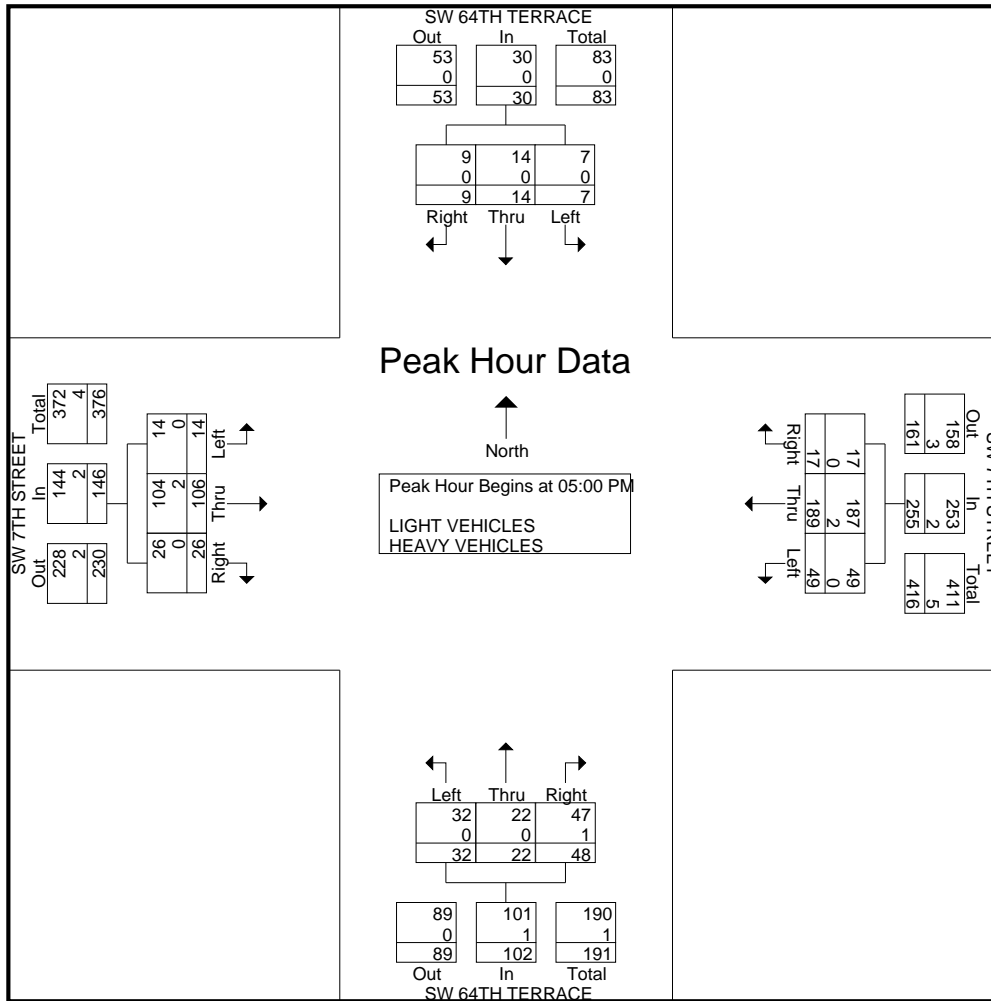 SW 64TH TERRACE
Out In Total
53 30 83
0 0 0
53 30 83
9 14 7
0 0 0
9 14 7
Right Thru Left
Peak Hour Data
North
Peak Hour Begins at 05:00 PM
LIGHT VEHICLES
HEAVY VEHICLES
SW 7TH STREET
Out In Total
228 144 372
2 2 4
230 146 376
26 104 14
0 2 0
26 106 14
Right Thru Left
SW 7TH STREET
Out In Total
158 253 411
3 2 5
161 255 416
17 187 49
0 2 0
17 189 49
Right Thru Left
Left Thru Right
32 22 47
0 0 1
32 22 48
89 101 190
0 1 1
89 102 191
Out In Total
SW 64TH TERRACE